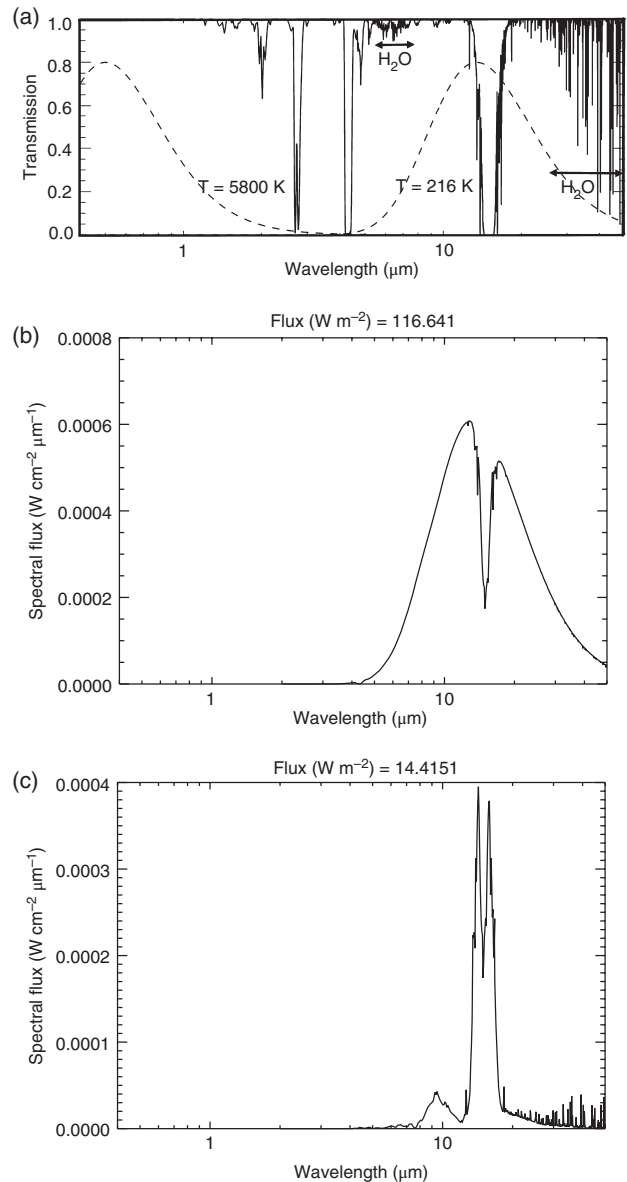 (a)
1.0
0.8
0.6
0.4
0.2
0.0
Transmission
H₂O
T = 5800 K
T = 216 K
H₂O
1
10
Wavelength (μm)
(b)
Flux (W m⁻²) = 116.641
0.0008
0.0006
0.0004
0.0002
0.0000
Spectral flux (W cm⁻² μm⁻¹)
1
10
Wavelength (μm)
(c)
Flux (W m⁻²) = 14.4151
0.0004
0.0003
0.0002
0.0001
0.0000
Spectral flux (W cm⁻² μm⁻¹)
1
10
Wavelength (μm)